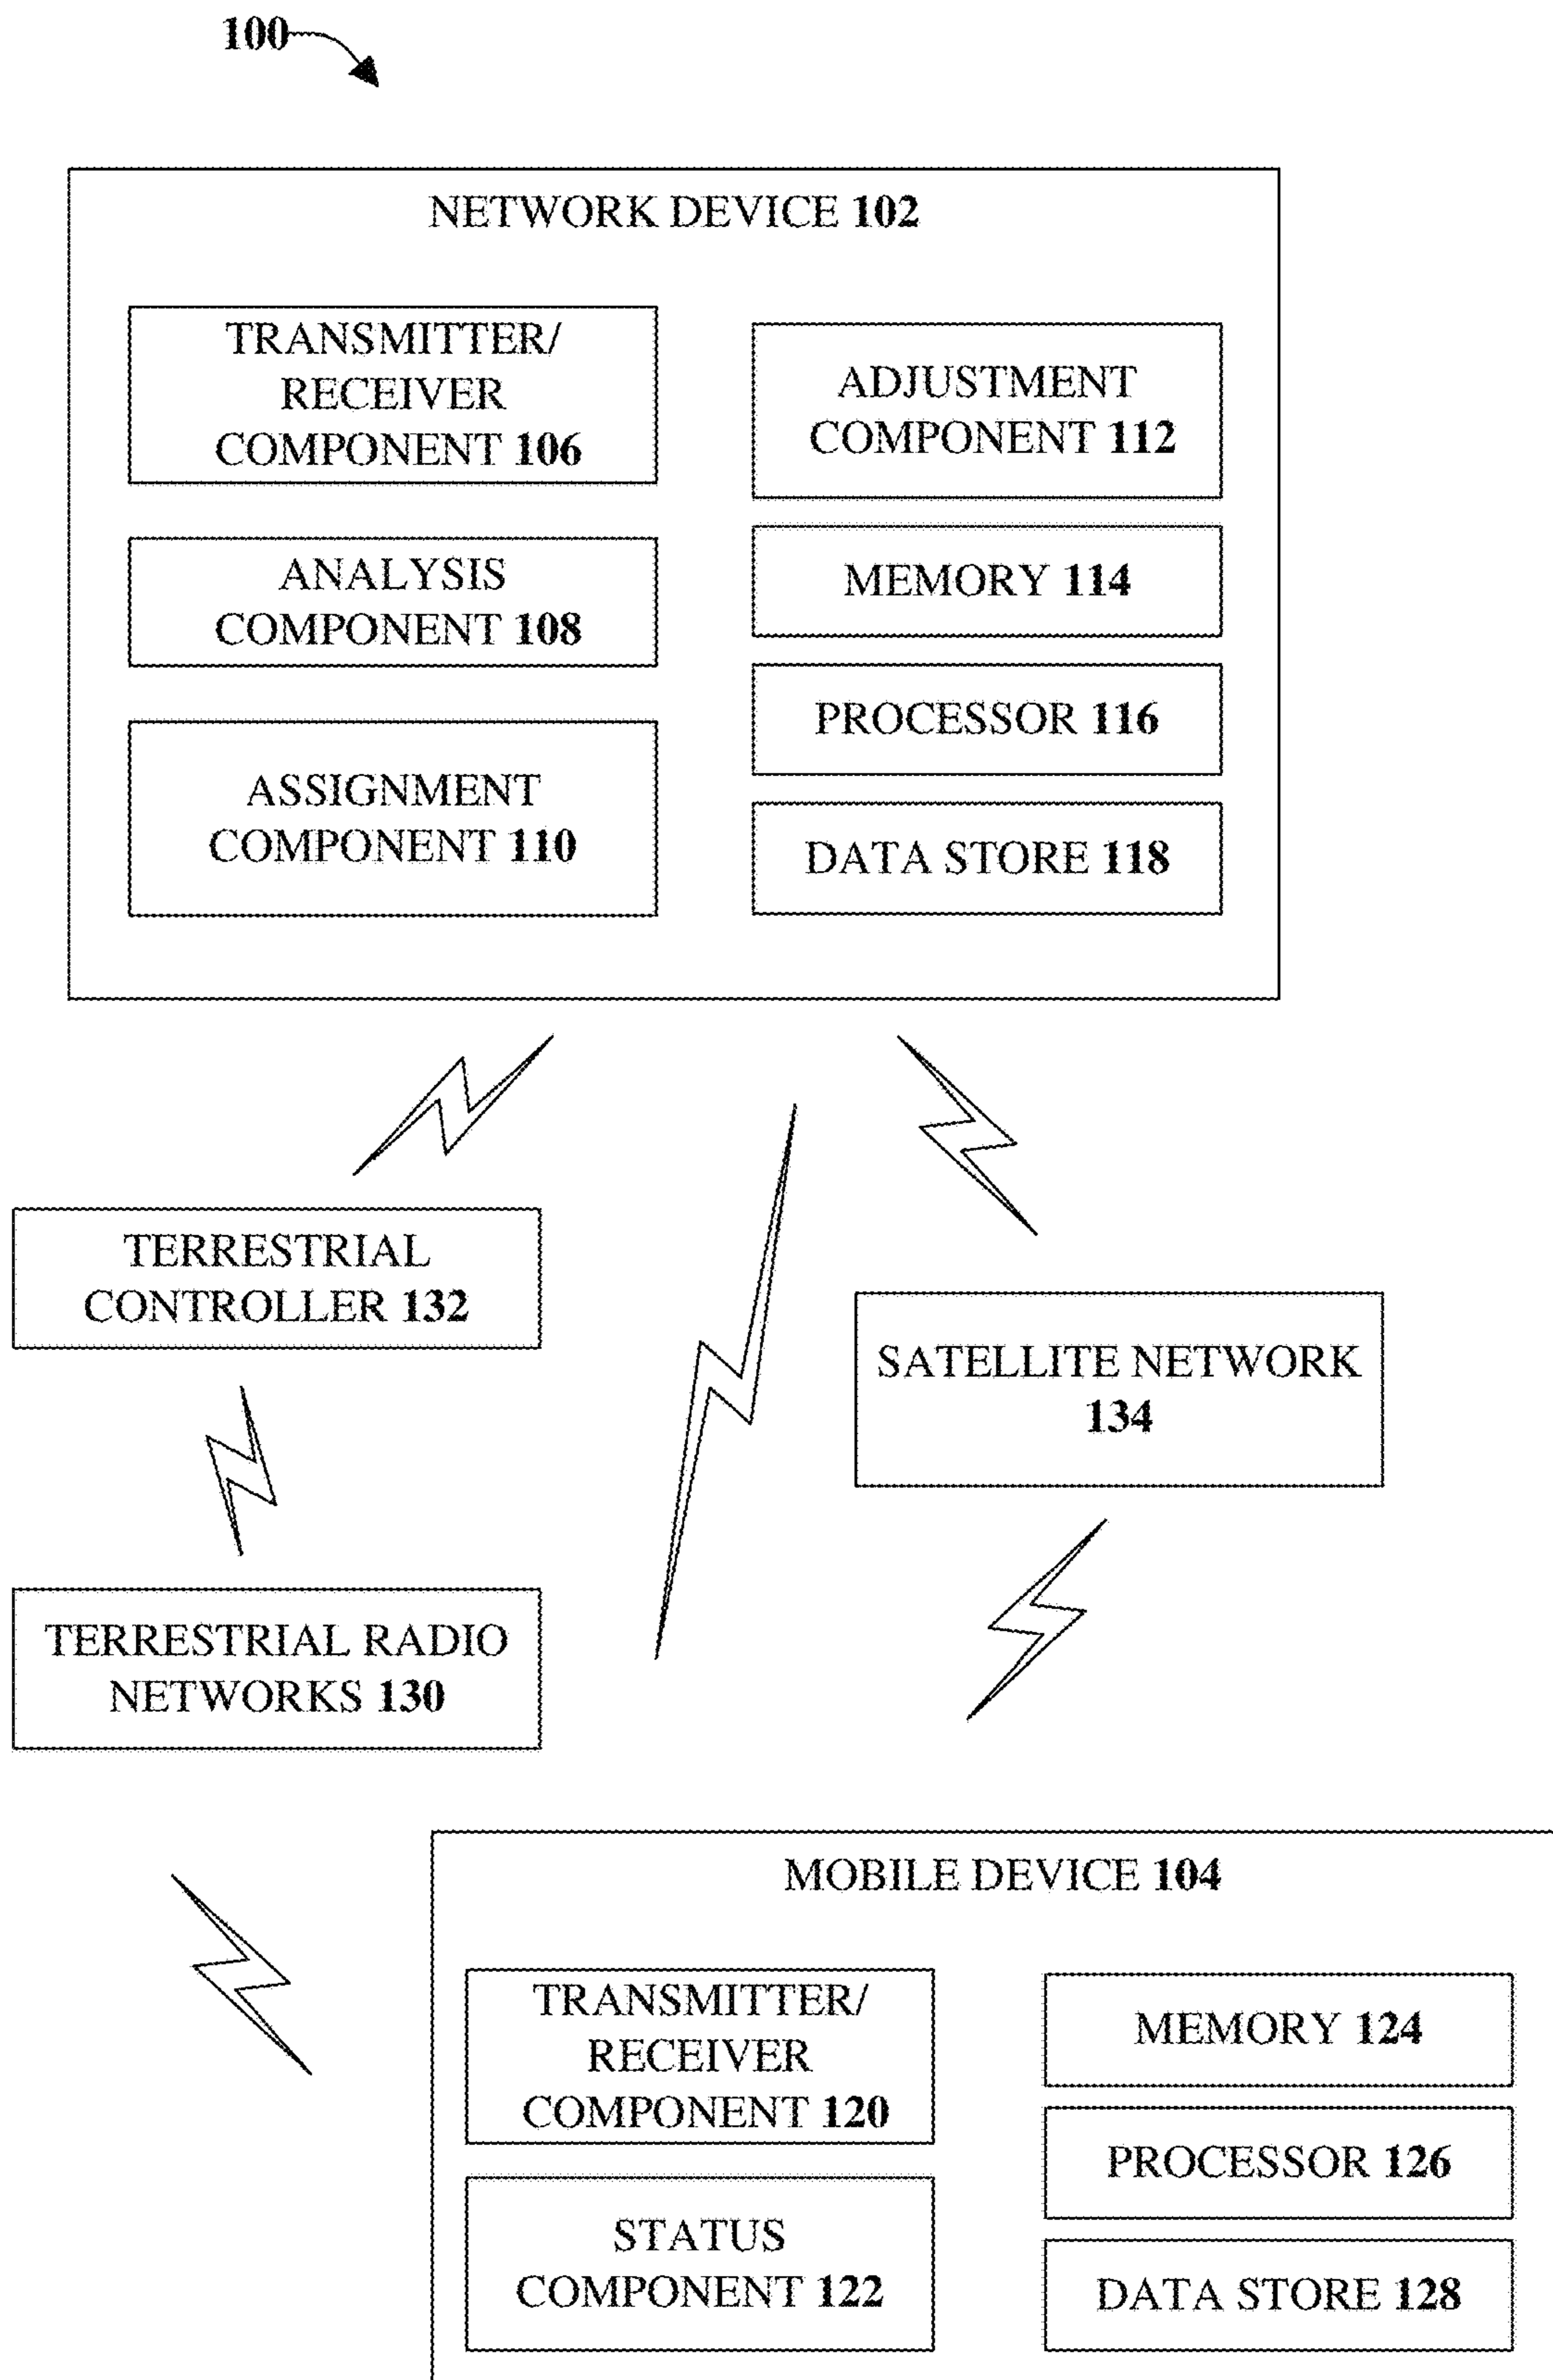 100
NETWORK DEVICE 102
TRANSMITTER/
RECEIVER
COMPONENT 106
ANALYSIS
COMPONENT 108
ASSIGNMENT
COMPONENT 110
ADJUSTMENT
COMPONENT 112
MEMORY 114
PROCESSOR 116
DATA STORE 118
TERRESTRIAL
CONTROLLER 132
SATELLITE NETWORK
134
TERRESTRIAL RADIO
NETWORKS 130
MOBILE DEVICE 104
TRANSMITTER/
RECEIVER
COMPONENT 120
STATUS
COMPONENT 122
MEMORY 124
PROCESSOR 126
DATA STORE 128